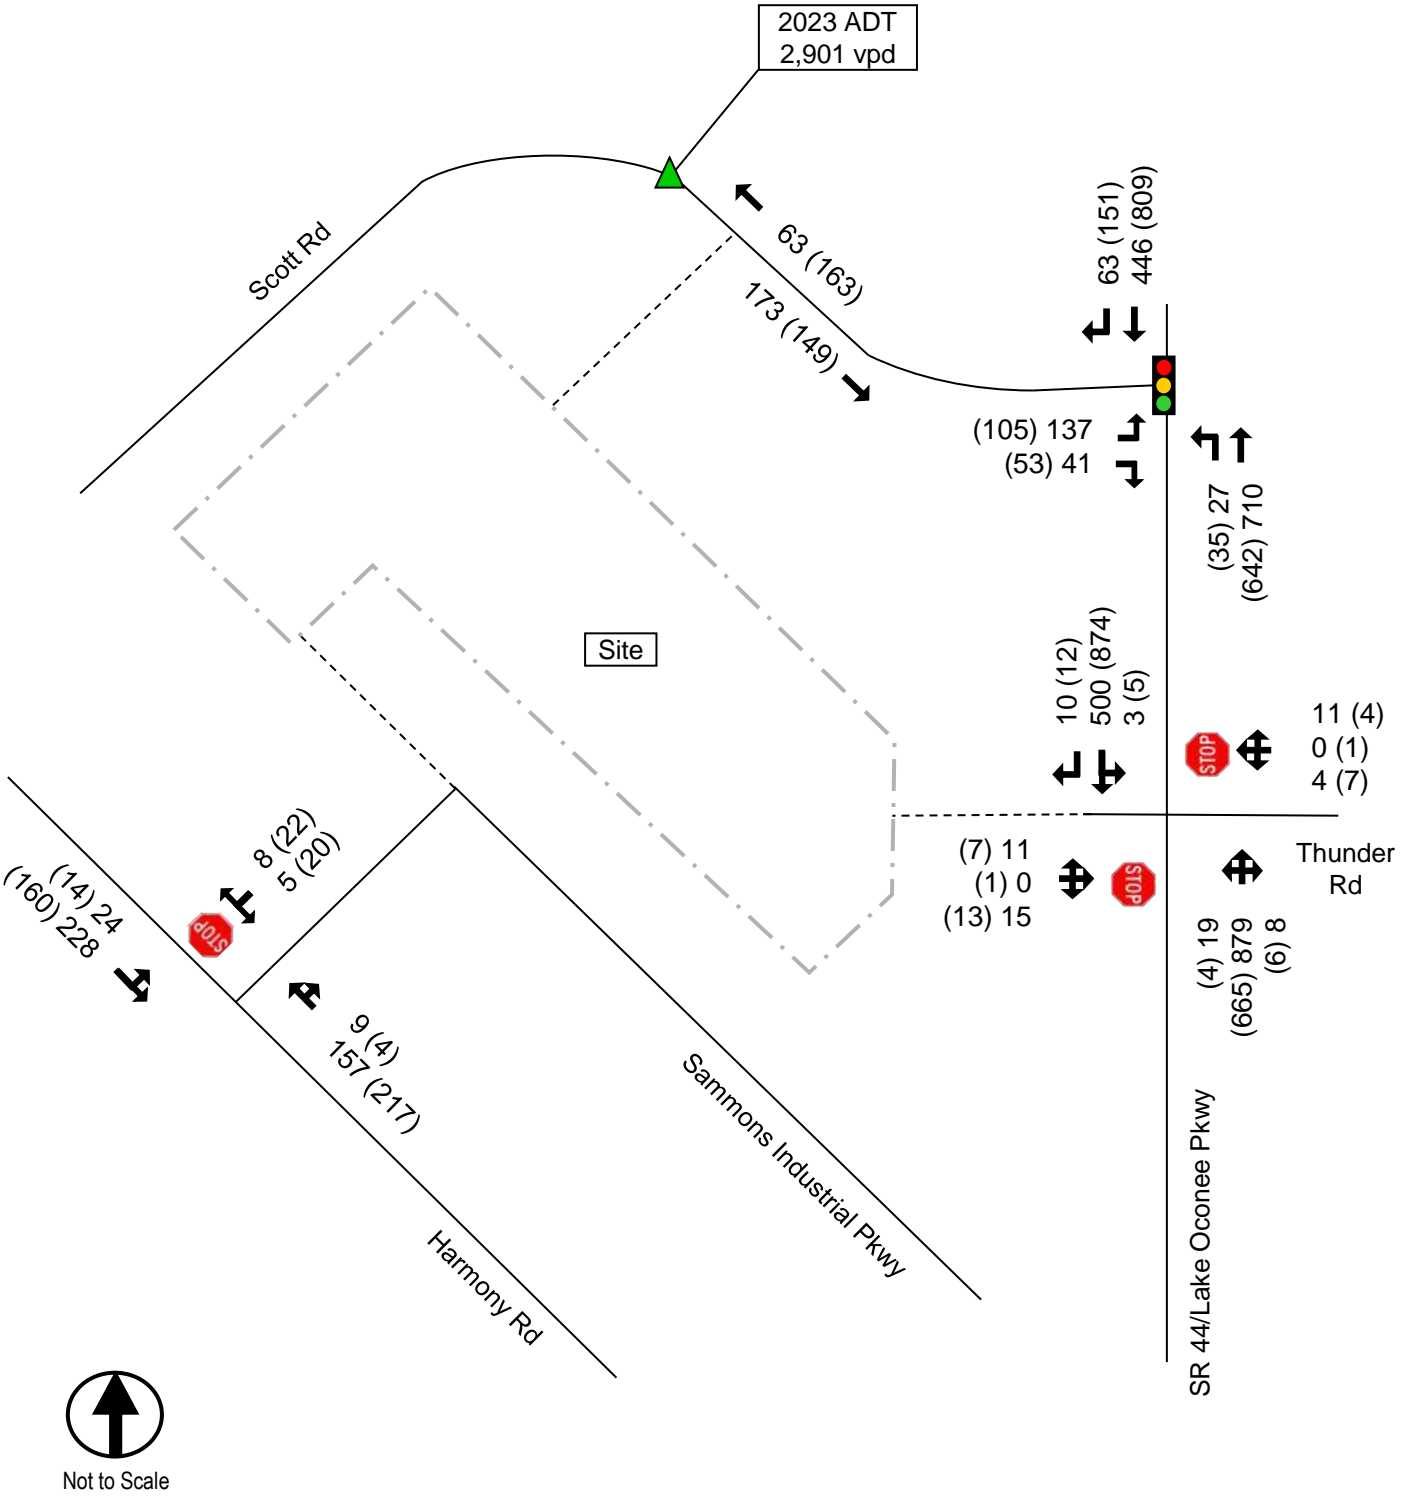 2023 ADT
2,901 vpd
Scott Rd
63 (163)
173 (149)
63 (151)
446 (809)
(105) 137
(53) 41
(35) 27
(642) 710
Site
10 (12)
500 (874)
3 (5)
STOP
11 (4)
0 (1)
4 (7)
(7) 11
(1) 0
(13) 15
STOP
Thunder
Rd
(4) 19
(665) 879
(6) 8
8 (22)
5 (20)
(14) 24
(160) 228
STOP
9 (4)
157 (217)
Sammons Industrial Pkwy
Harmony Rd
SR 44/Lake Oconee Pkwy
Not to Scale